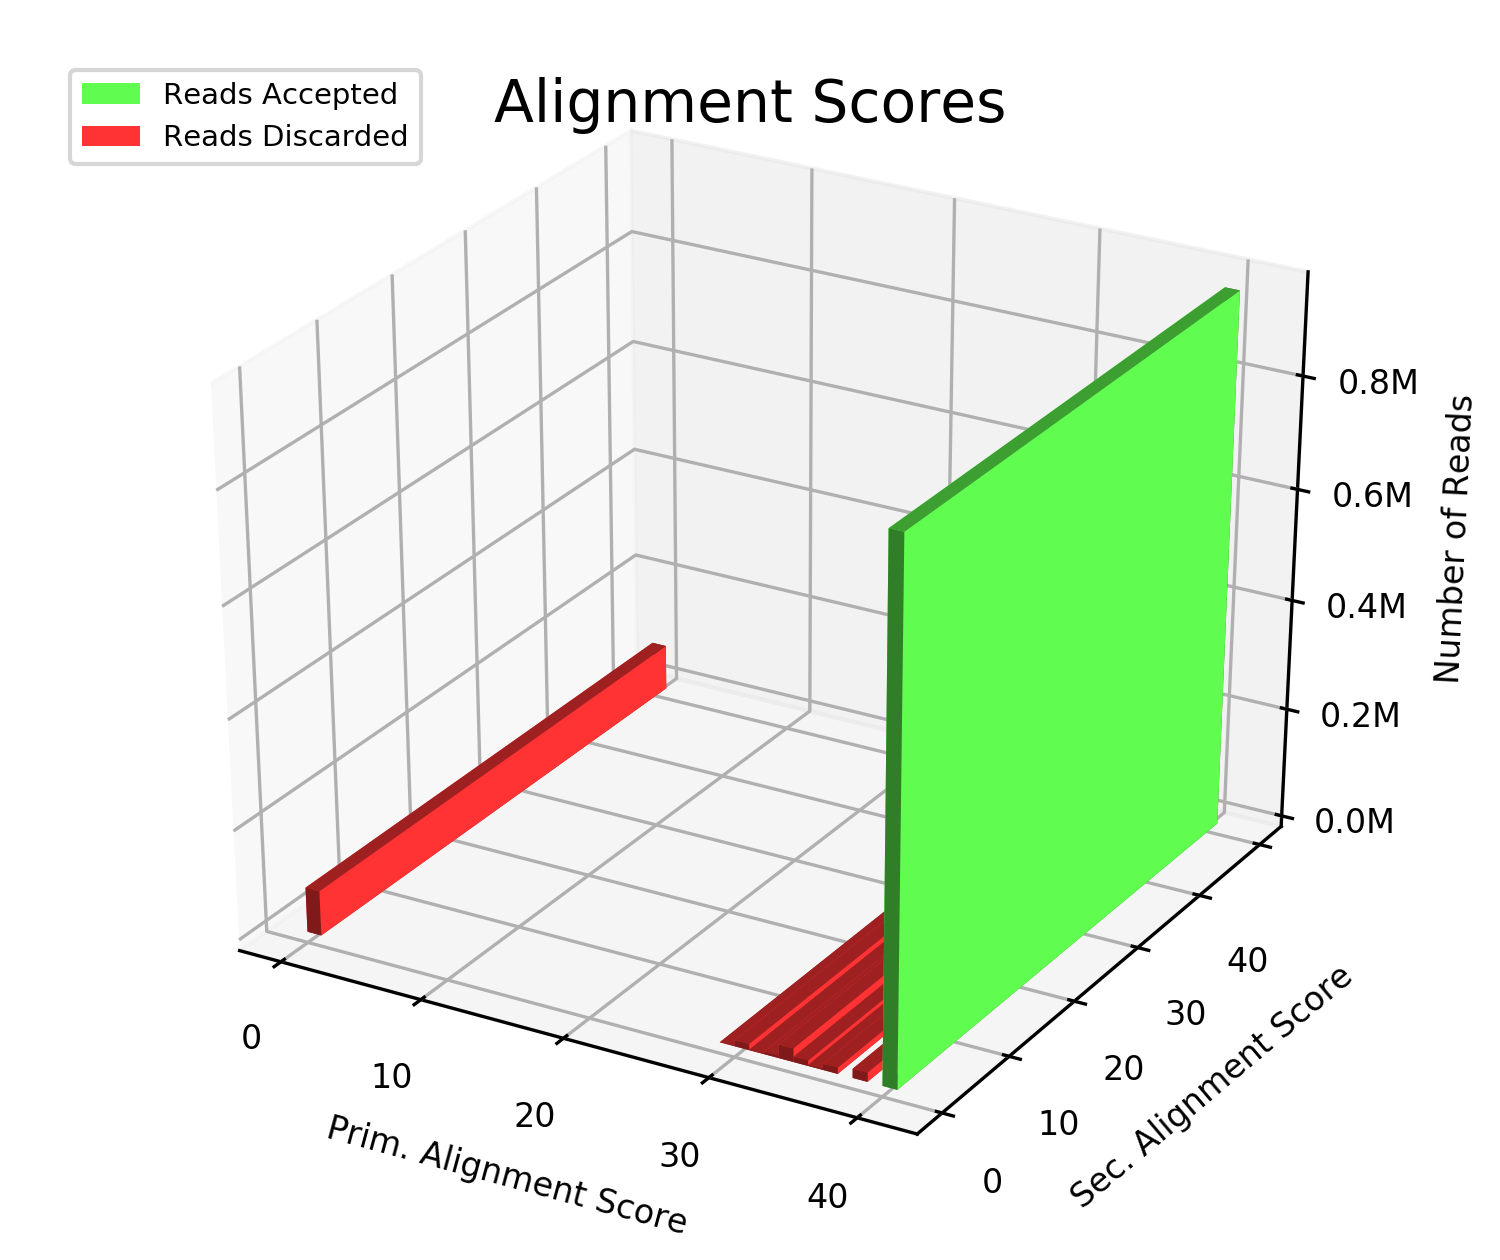 Alignment Scores
Reads Accepted
Reads Discarded
0.8M
0.6M
0.4M
0.2M
0.0M
Number of Reads
0
10
20
30
40
Prim. Alignment Score
0
10
20
30
40
Sec. Alignment Score